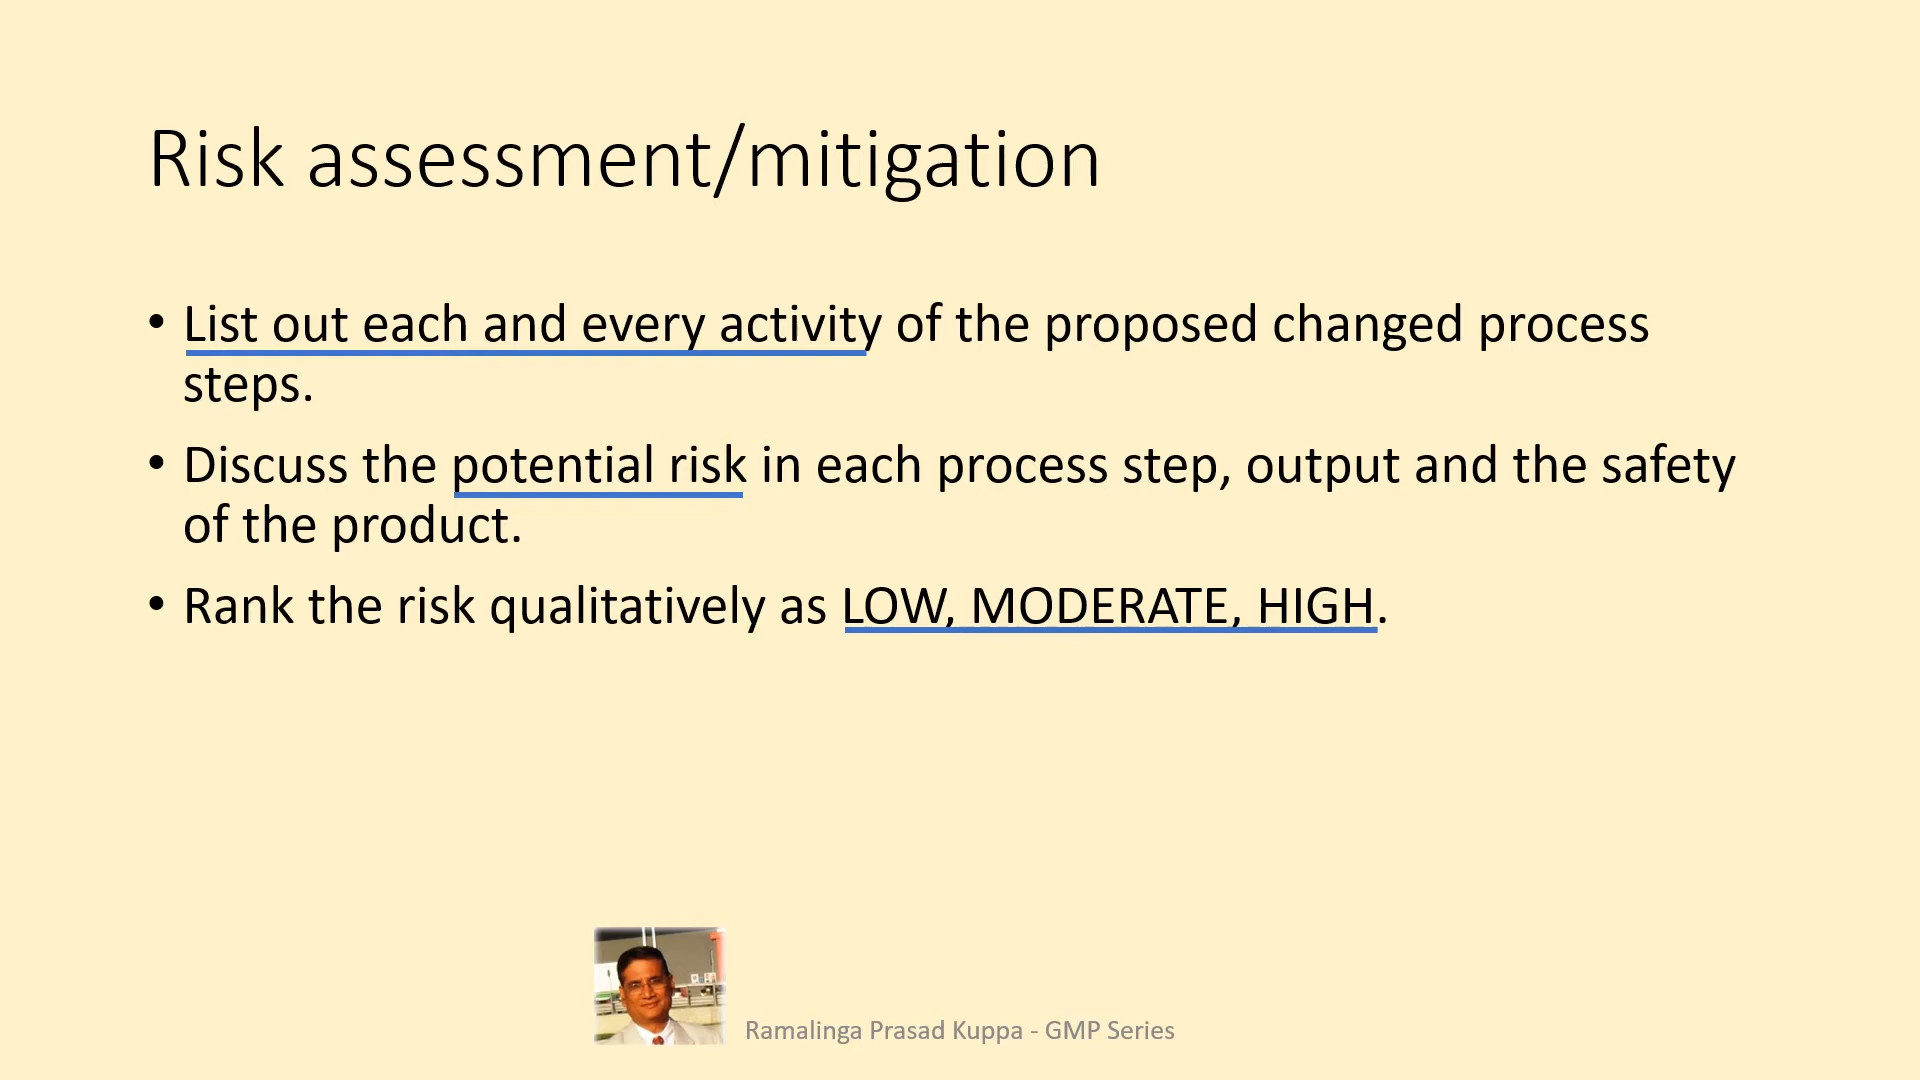 Risk assessment/mitigation
• List out each and every activity of the proposed changed process
steps.
• Discuss the potential risk in each process step, output and the safety
of the product.
• Rank the risk qualitatively as LOW, MODERATE, HIGH.
Ramalinga Prasad Kuppa - GMP Series